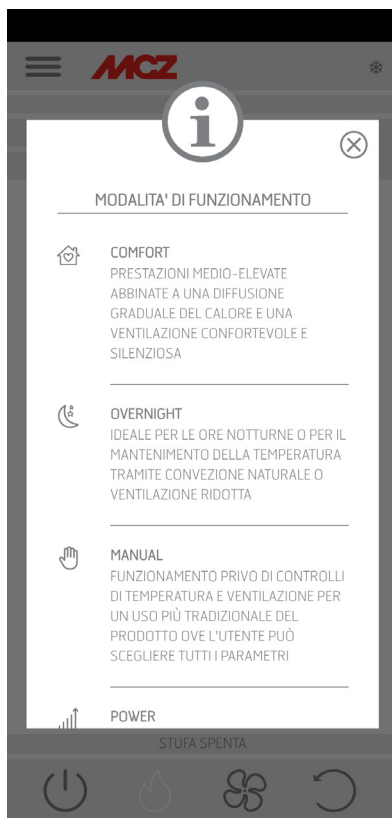 MCZ
MODALITA' DI FUNZIONAMENTO
COMFORT
PRESTAZIONI MEDIO-ELEVATE
ABBINATE A UNA DIFFUSIONE
GRADUALE DEL CALORE E UNA
VENTILAZIONE CONFORTEVOLE E
SILENZIOSA
OVERNIGHT
IDEALE PER LE ORE NOTTURNE O PER IL
MANTENIMENTO DELLA TEMPERATURA
TRAMITE CONVEZIONE NATURALE O
VENTILAZIONE RIDOTTA
MANUAL
FUNZIONAMENTO PRIVO DI CONTROLLI
DI TEMPERATURA E VENTILAZIONE PER
UN USO PIÙ TRADIZIONALE DEL
PRODOTTO OVE L'UTENTE PUÒ
SCEGLIERE TUTTI I PARAMETRI
POWER
STUFA SPENTA